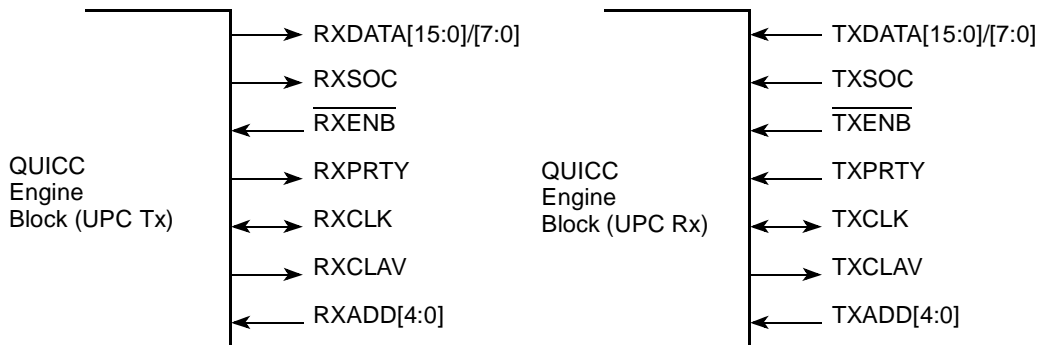 QUICC
Engine
Block (UPC Tx)
RXDATA[15:0]/[7:0]
RXSOC
RXENB
RXPRTY
RXCLK
RXCLAV
RXADD[4:0]
QUICC
Engine
Block (UPC Rx)
TXDATA[15:0]/[7:0]
TXSOC
TXENB
TXPRTY
TXCLK
TXCLAV
TXADD[4:0]